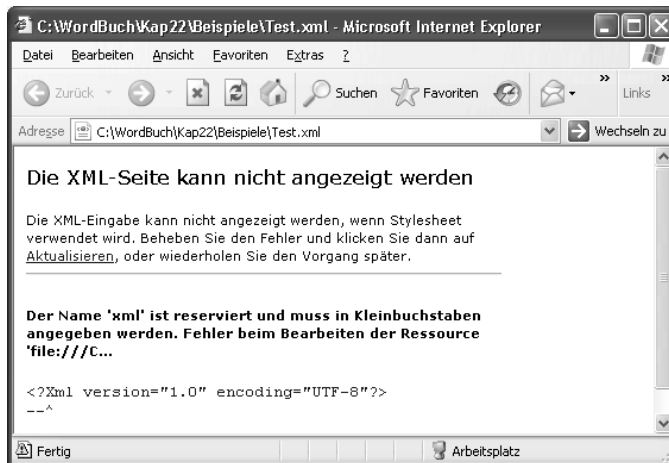 C:\WordBuch\Kap22\Beispiele\Test.xml - Microsoft Internet Explorer
Datei Bearbeiten Ansicht Favoriten Extras ?
Zurück Suchen Favoriten » Links »
Adresse C:\WordBuch\Kap22\Beispiele\Test.xml Wechseln zu
Die XML-Seite kann nicht angezeigt werden
Die XML-Eingabe kann nicht angezeigt werden, wenn Stylesheet
verwendet wird. Beheben Sie den Fehler und klicken Sie dann auf
Aktualisieren, oder wiederholen Sie den Vorgang später.
Der Name 'xml' ist reserviert und muss in Kleinbuchstaben
angegeben werden. Fehler beim Bearbeiten der Ressource
'file:///C...
<?Xml version="1.0" encoding="UTF-8"?>
--^
Fertig Arbeitsplatz